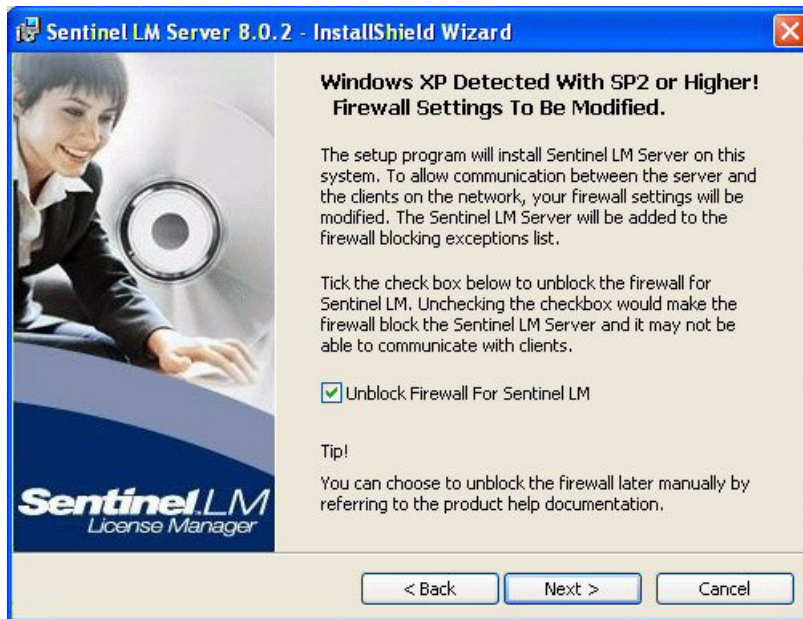 Sentinel LM Server 8.0.2 - InstallShield Wizard
Windows XP Detected With SP2 or Higher!
Firewall Settings To Be Modified.
The setup program will install Sentinel LM Server on this
system. To allow communication between the server and
the clients on the network, your firewall settings will be
modified. The Sentinel LM Server will be added to the
firewall blocking exceptions list.
Tick the check box below to unblock the firewall for
Sentinel LM. Unchecking the checkbox would make the
firewall block the Sentinel LM Server and it may not be
able to communicate with clients.
Unblock Firewall For Sentinel LM
Tip!
You can choose to unblock the firewall later manually by
referring to the product help documentation.
Sentinel.LM
License Manager
< Back
Next >
Cancel